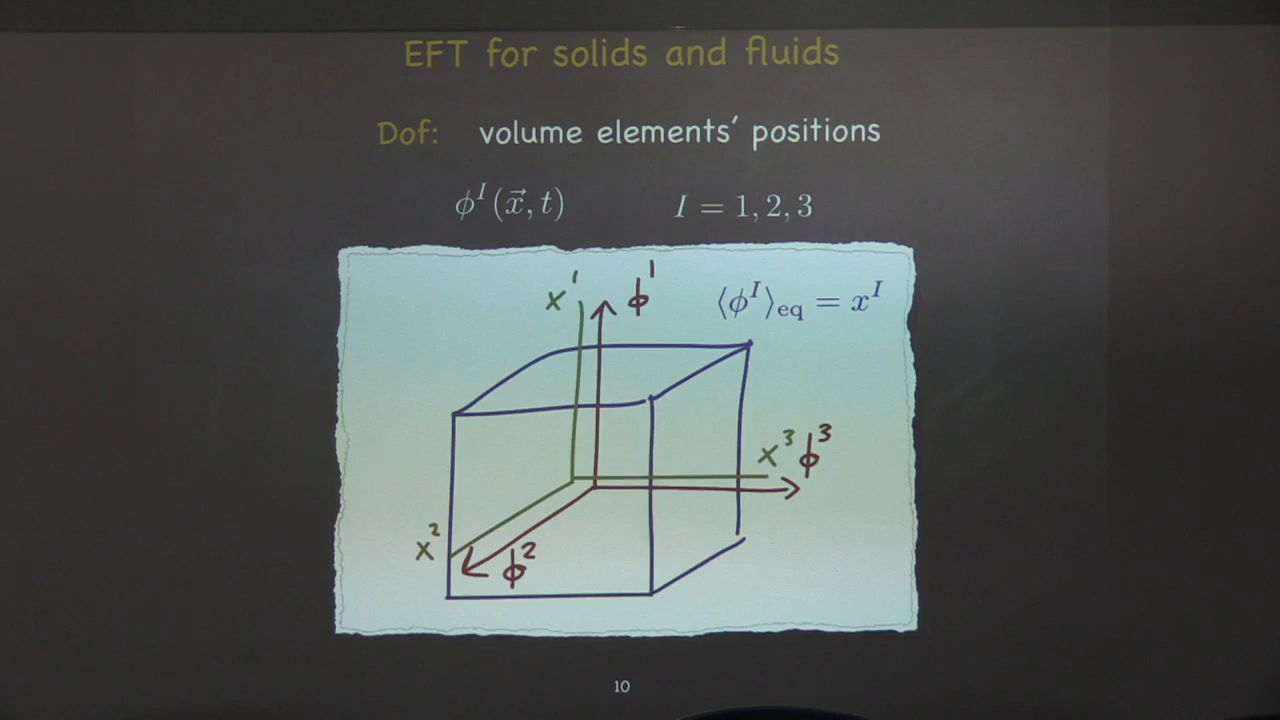 EFT for solids and fluids
Dof: volume elements' positions
ϕ^I(x⃗, t) I = 1, 2, 3
x^1 ϕ^1 ⟨ϕ^I⟩_eq = x^I
x^3 ϕ^3
x^2 ϕ^2
10